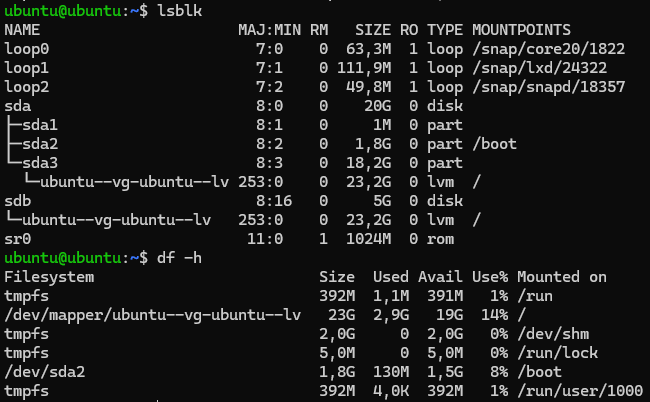 ubuntu@ubuntu:~$ lsblk
NAME                      MAJ:MIN RM   SIZE RO TYPE MOUNTPOINTS
loop0                       7:0    0  63,3M  1 loop /snap/core20/1822
loop1                       7:1    0 111,9M  1 loop /snap/lxd/24322
loop2                       7:2    0  49,8M  1 loop /snap/snapd/18357
sda                         8:0    0    20G  0 disk
├─sda1                      8:1    0     1M  0 part
├─sda2                      8:2    0   1,8G  0 part /boot
└─sda3                      8:3    0  18,2G  0 part
  └─ubuntu--vg-ubuntu--lv 253:0    0  23,2G  0 lvm  /
sdb                         8:16   0     5G  0 disk
└─ubuntu--vg-ubuntu--lv   253:0    0  23,2G  0 lvm  /
sr0                        11:0    1  1024M  0 rom
ubuntu@ubuntu:~$ df -h
Filesystem                         Size  Used Avail Use% Mounted on
tmpfs                              392M  1,1M  391M   1% /run
/dev/mapper/ubuntu--vg-ubuntu--lv   23G  2,9G   19G  14% /
tmpfs                              2,0G     0  2,0G   0% /dev/shm
tmpfs                              5,0M     0  5,0M   0% /run/lock
/dev/sda2                          1,8G  130M  1,5G   8% /boot
tmpfs                              392M  4,0K  392M   1% /run/user/1000